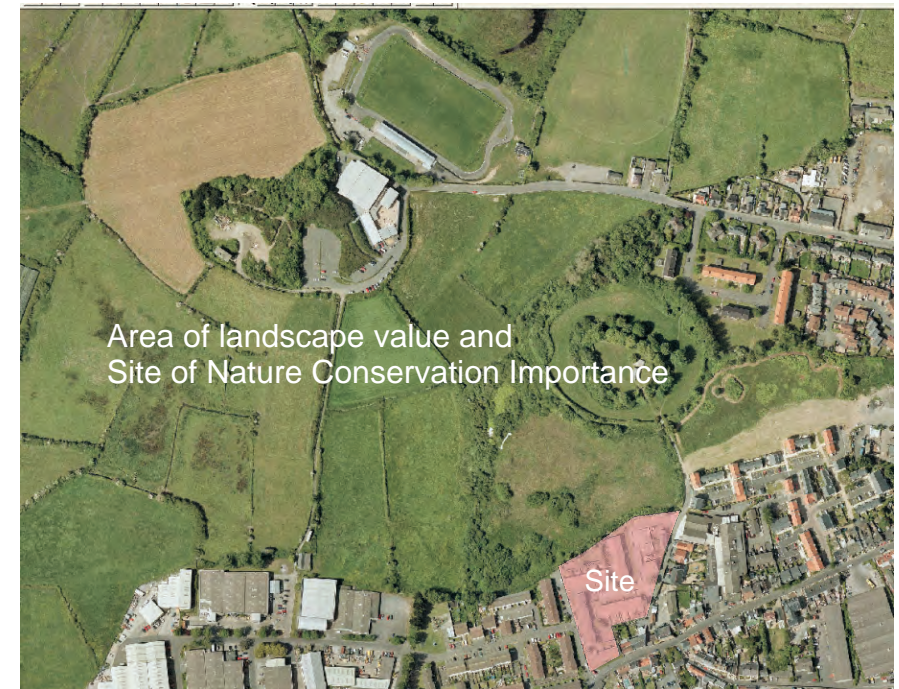 Area of landscape value and
Site of Nature Conservation Importance
Site